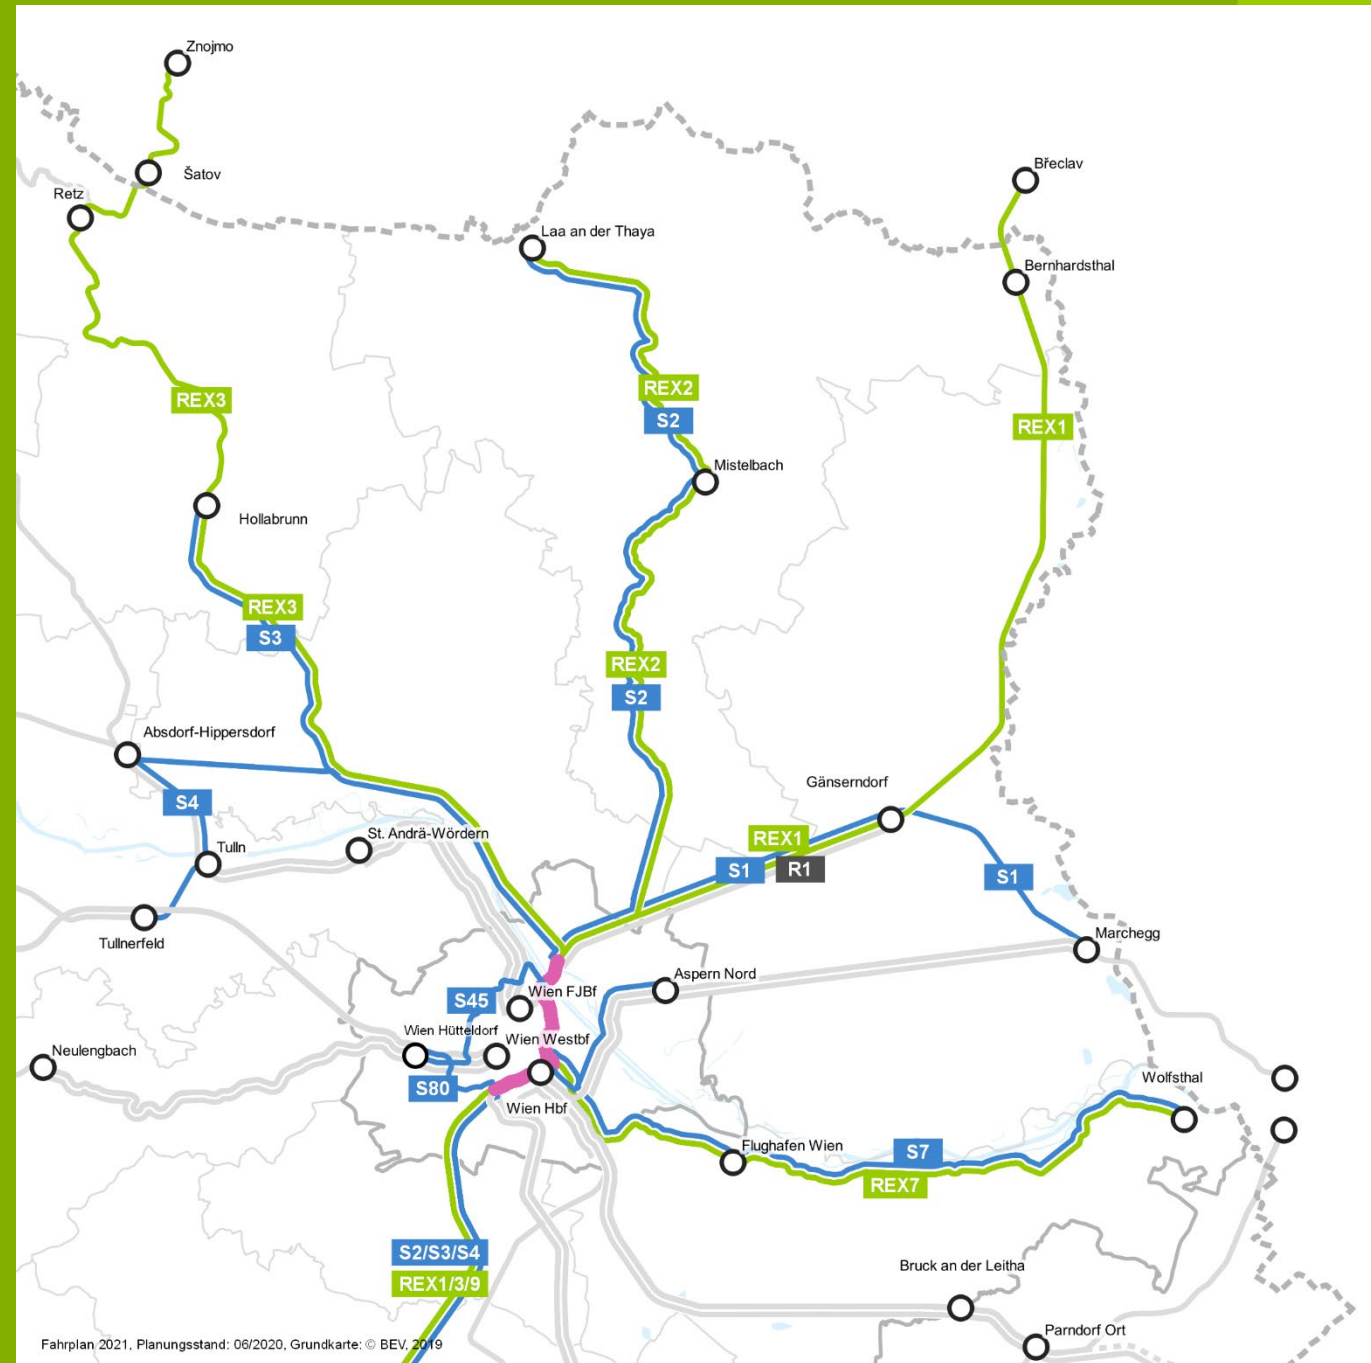 Znojmo
Šatov
Retz
Břeclav
Laa an der Thaya
Bernhardsthal
REX3
REX2
S2
REX1
Mistelbach
Hollabrunn
REX3
S3
REX2
S2
Absdorf-Hippersdorf
Gänserndorf
S4
St. Andrä-Wördern
REX1
Tulln
S1
R1
S1
Tullnerfeld
Marchegg
Aspern Nord
S45
Wien FJBf
Wien Hütteldorf
Wien Westbf
Neulengbach
S80
Wolfsthal
Wien Hbf
Flughafen Wien
S7
REX7
S2/S3/S4
REX1/3/9
Bruck an der Leitha
Parndorf Ort
Fahrplan 2021, Planungsstand: 06/2020, Grundkarte: © BEV, 2019